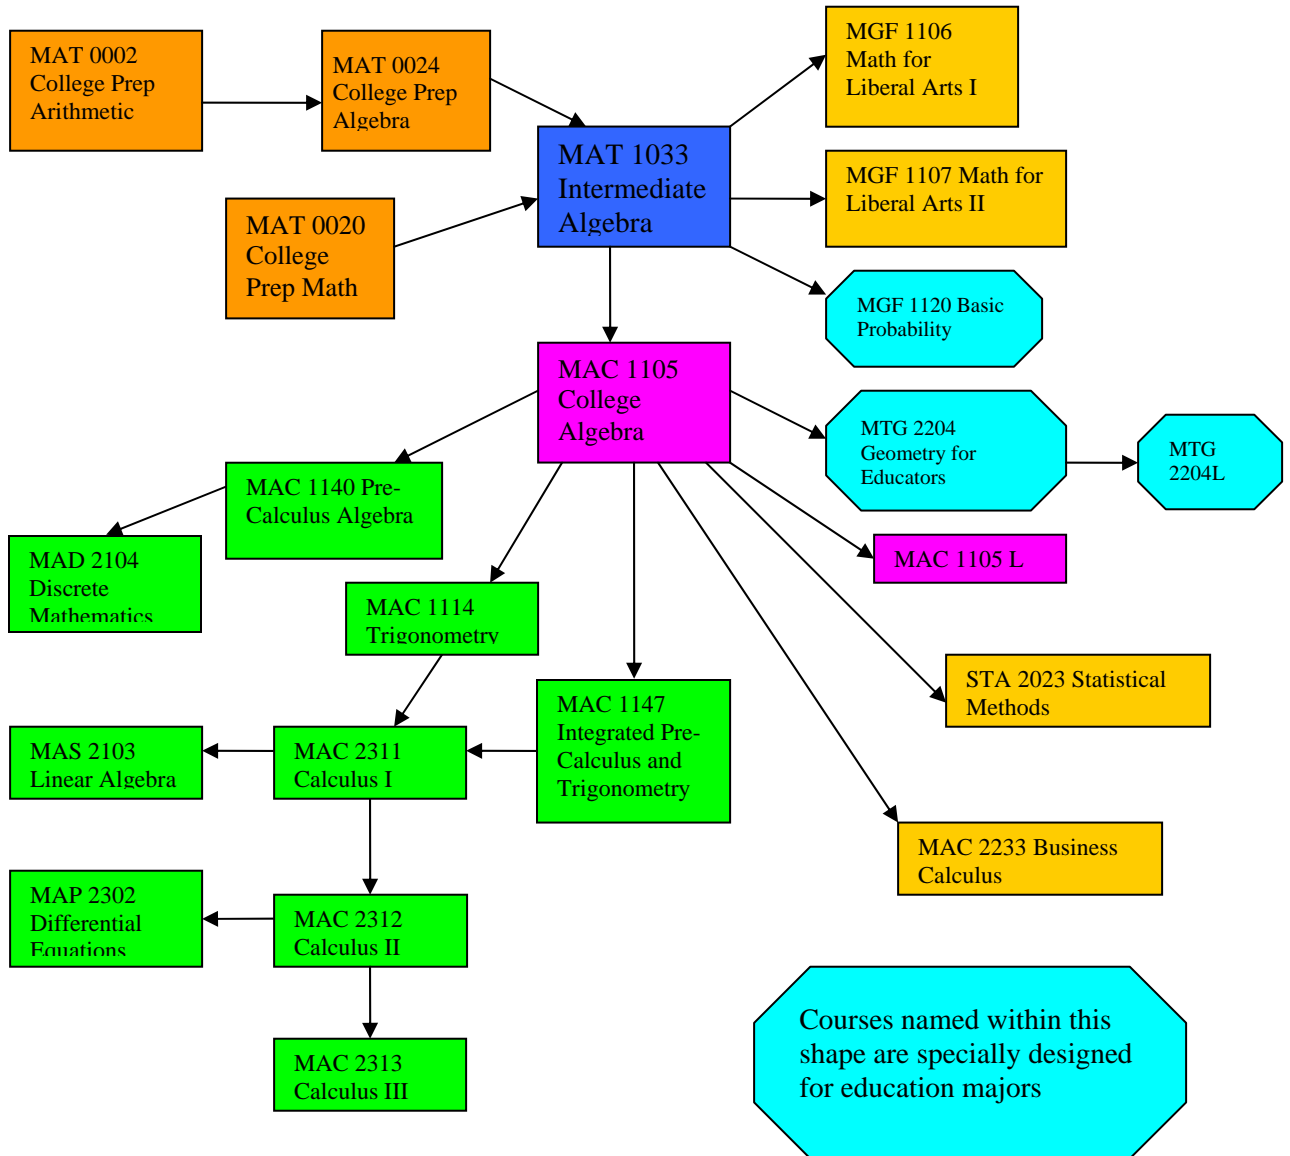 MAT 0002
College Prep
Arithmetic
MAT 0024
College Prep
Algebra
MGF 1106
Math for
Liberal Arts I
MAT 1033
Intermediate
Algebra
MGF 1107 Math for
Liberal Arts II
MAT 0020
College
Prep Math
MGF 1120 Basic
Probability
MAC 1105
College
Algebra
MTG 2204
Geometry for
Educators
MTG
2204L
MAC 1140 Pre-
Calculus Algebra
MAD 2104
Discrete
Mathematics
MAC 1105 L
MAC 1114
Trigonometry
STA 2023 Statistical
Methods
MAC 1147
Integrated Pre-
Calculus and
Trigonometry
MAS 2103
Linear Algebra
MAC 2311
Calculus I
MAC 2233 Business
Calculus
MAP 2302
Differential
Equations
MAC 2312
Calculus II
MAC 2313
Calculus III
Courses named within this
shape are specially designed
for education majors